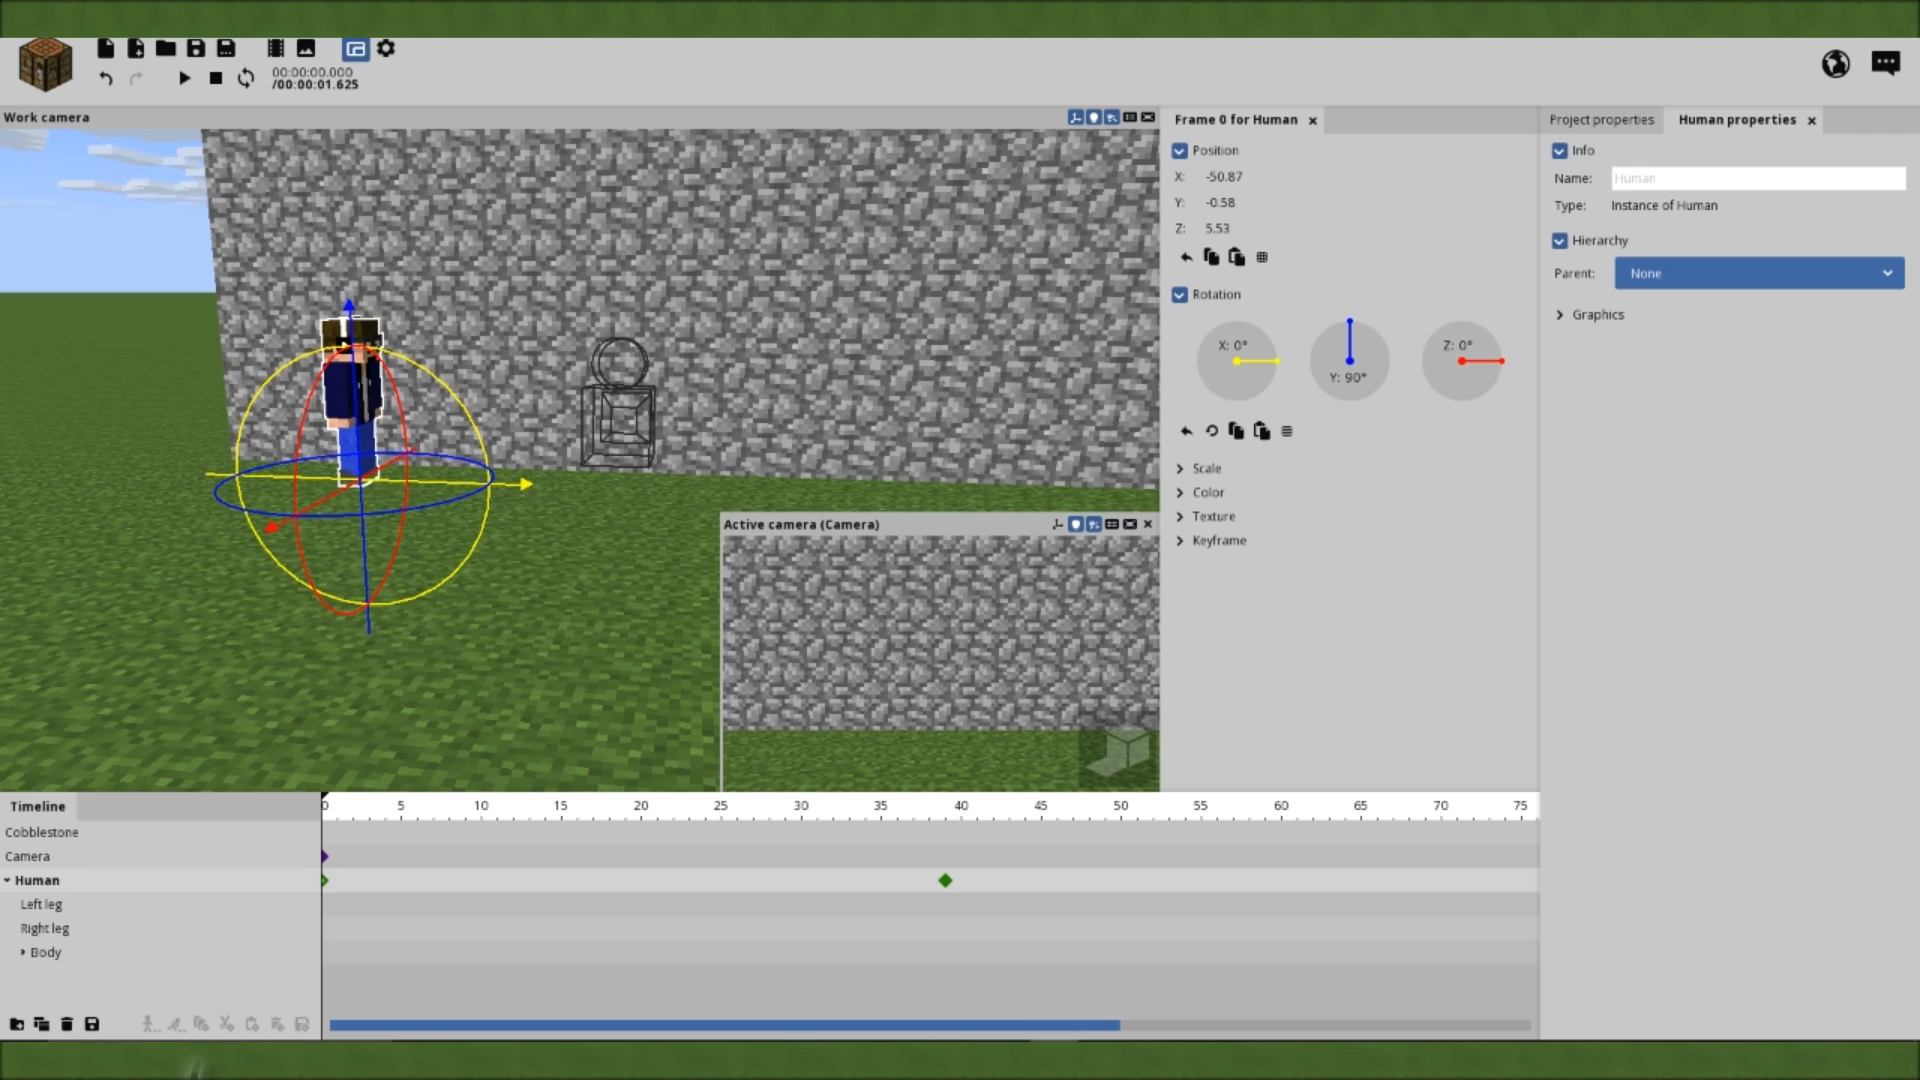 00:00:00.000
/00:00:01.625
Work camera
Frame 0 for Human
Position
X: -50.87
Y: -0.58
Z: 5.53
Rotation
X: 0°
Y: 90°
Z: 0°
Scale
Color
Texture
Keyframe
Project properties
Human properties
Info
Name: Human
Type: Instance of Human
Hierarchy
Parent: None
Graphics
Active camera (Camera)
Timeline
0 5 10 15 20 25 30 35 40 45 50 55 60 65 70 75
Cobblestone
Camera
Human
Left leg
Right leg
Body